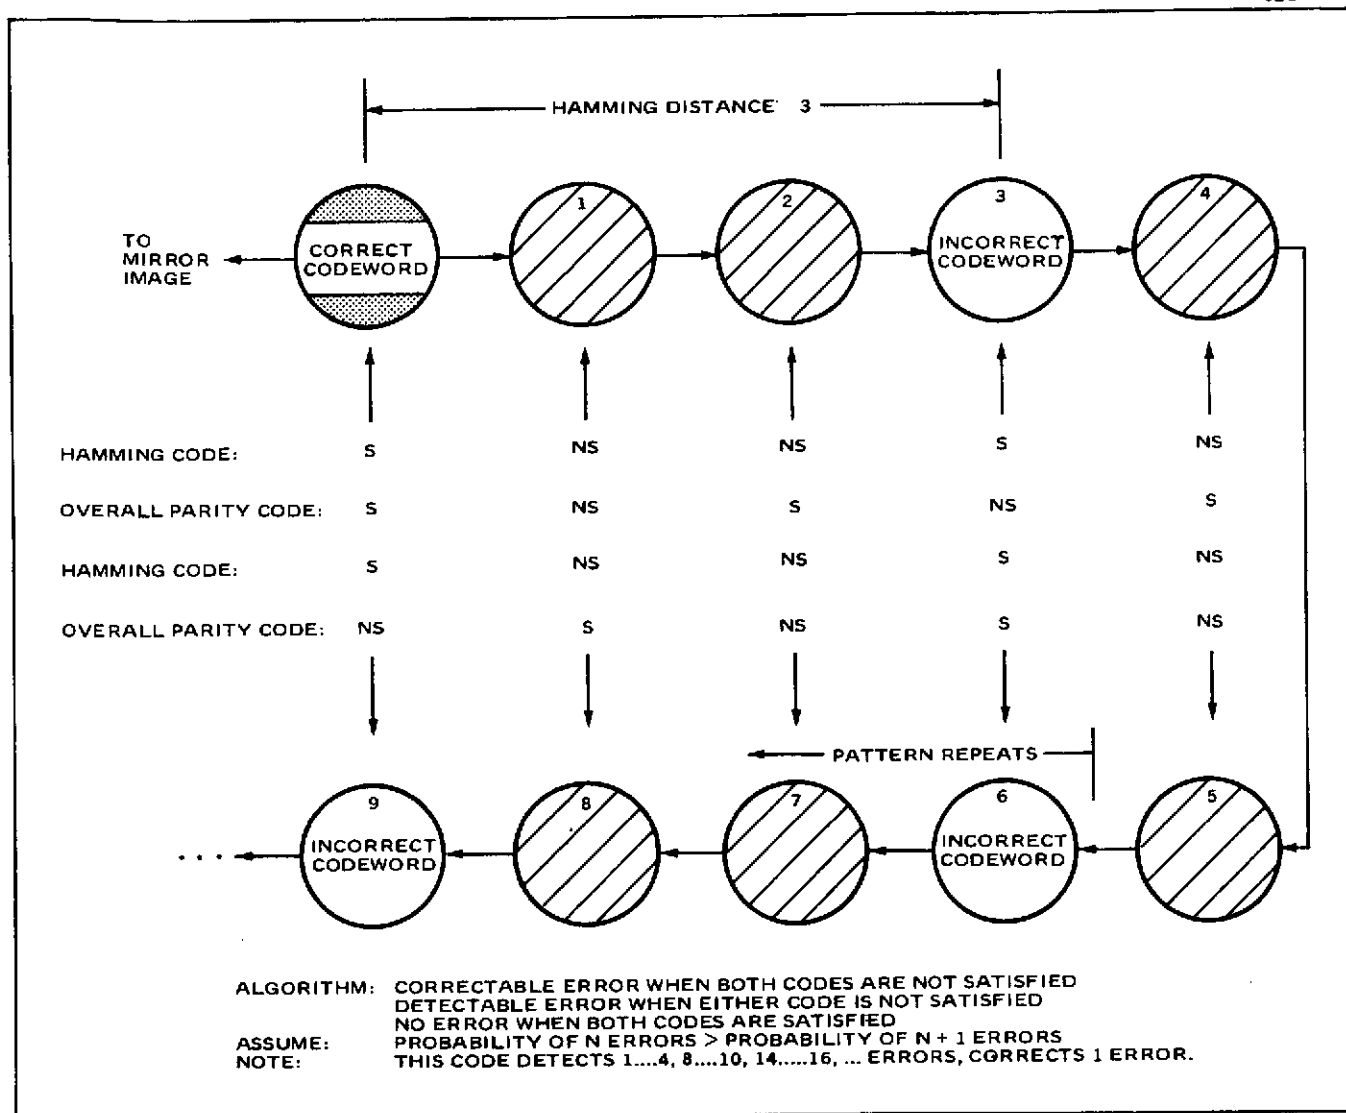 HAMMING DISTANCE 3
1
2
3
4
TO
MIRROR
IMAGE
CORRECT
CODEWORD
INCORRECT
CODEWORD
HAMMING CODE: S NS NS S NS
OVERALL PARITY CODE: S NS S NS S
HAMMING CODE: S NS NS S NS
OVERALL PARITY CODE: NS S NS S NS
PATTERN REPEATS
9
8
7
6
5
INCORRECT
CODEWORD
INCORRECT
CODEWORD
....
ALGORITHM: CORRECTABLE ERROR WHEN BOTH CODES ARE NOT SATISFIED
DETECTABLE ERROR WHEN EITHER CODE IS NOT SATISFIED
NO ERROR WHEN BOTH CODES ARE SATISFIED
ASSUME: PROBABILITY OF N ERRORS > PROBABILITY OF N + 1 ERRORS
NOTE: THIS CODE DETECTS 1....4, 8....10, 14.....16, ... ERRORS, CORRECTS 1 ERROR.